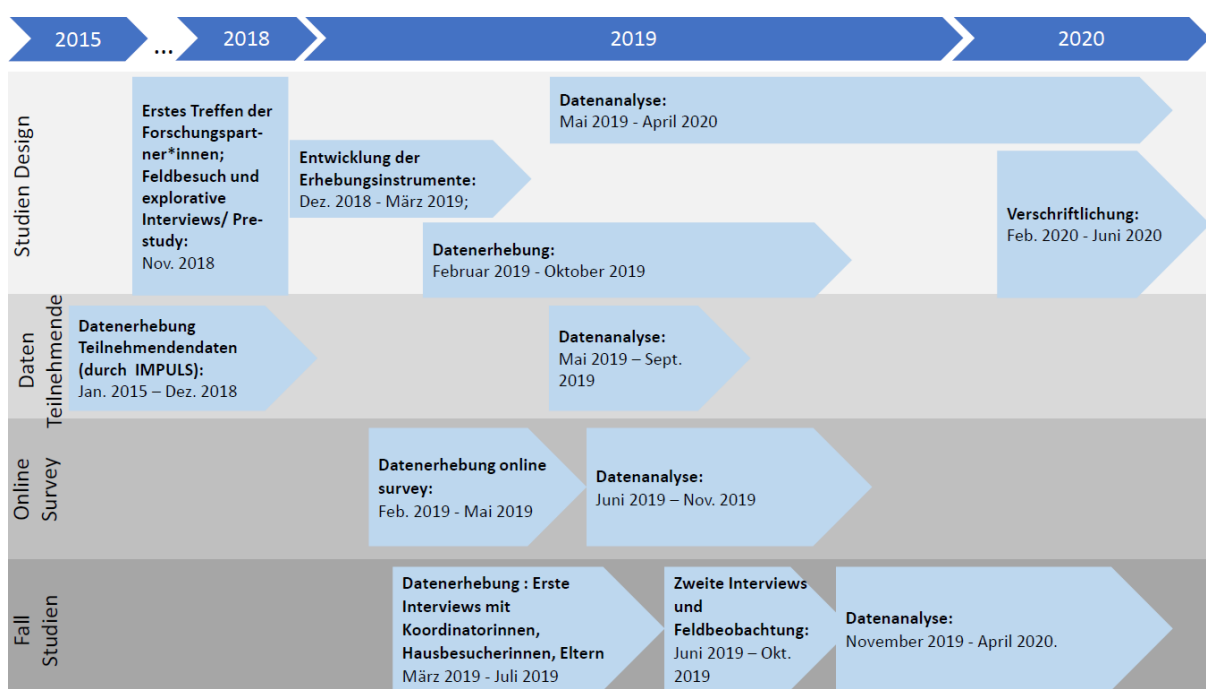 2015
...
2018
2019
2020
Studien Design
Erstes Treffen der
Forschungspart-
ner*innen;
Feldbesuch und
explorative
Interviews/ Pre-
study:
Nov. 2018
Entwicklung der
Erhebungsinstrumente:
Dez. 2018 - März 2019;
Datenanalyse:
Mai 2019 - April 2020
Datenerhebung:
Februar 2019 - Oktober 2019
Verschriftlichung:
Feb. 2020 - Juni 2020
Daten
Teilnehmende
Datenerhebung
Teilnehmendendaten
(durch IMPULS):
Jan. 2015 – Dez. 2018
Datenanalyse:
Mai 2019 – Sept.
2019
Online
Survey
Datenerhebung online
survey:
Feb. 2019 - Mai 2019
Datenanalyse:
Juni 2019 – Nov. 2019
Fall
Studien
Datenerhebung : Erste
Interviews mit
Koordinatorinnen,
Hausbesucherinnen, Eltern
März 2019 - Juli 2019
Zweite Interviews
und
Feldbeobachtung:
Juni 2019 – Okt.
2019
Datenanalyse:
November 2019 - April 2020.